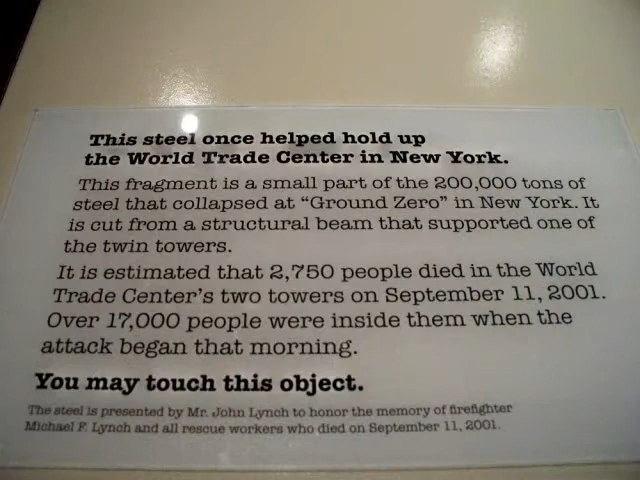 This steel once helped hold up
the World Trade Center in New York.
This fragment is a small part of the 200,000 tons of
steel that collapsed at “Ground Zero” in New York. It
is cut from a structural beam that supported one of
the twin towers.
It is estimated that 2,750 people died in the World
Trade Center's two towers on September 11, 2001.
Over 17,000 people were inside them when the
attack began that morning.
You may touch this object.
The steel is presented by Mr. John Lynch to honor the memory of firefighter
Michael F. Lynch and all rescue workers who died on September 11, 2001.